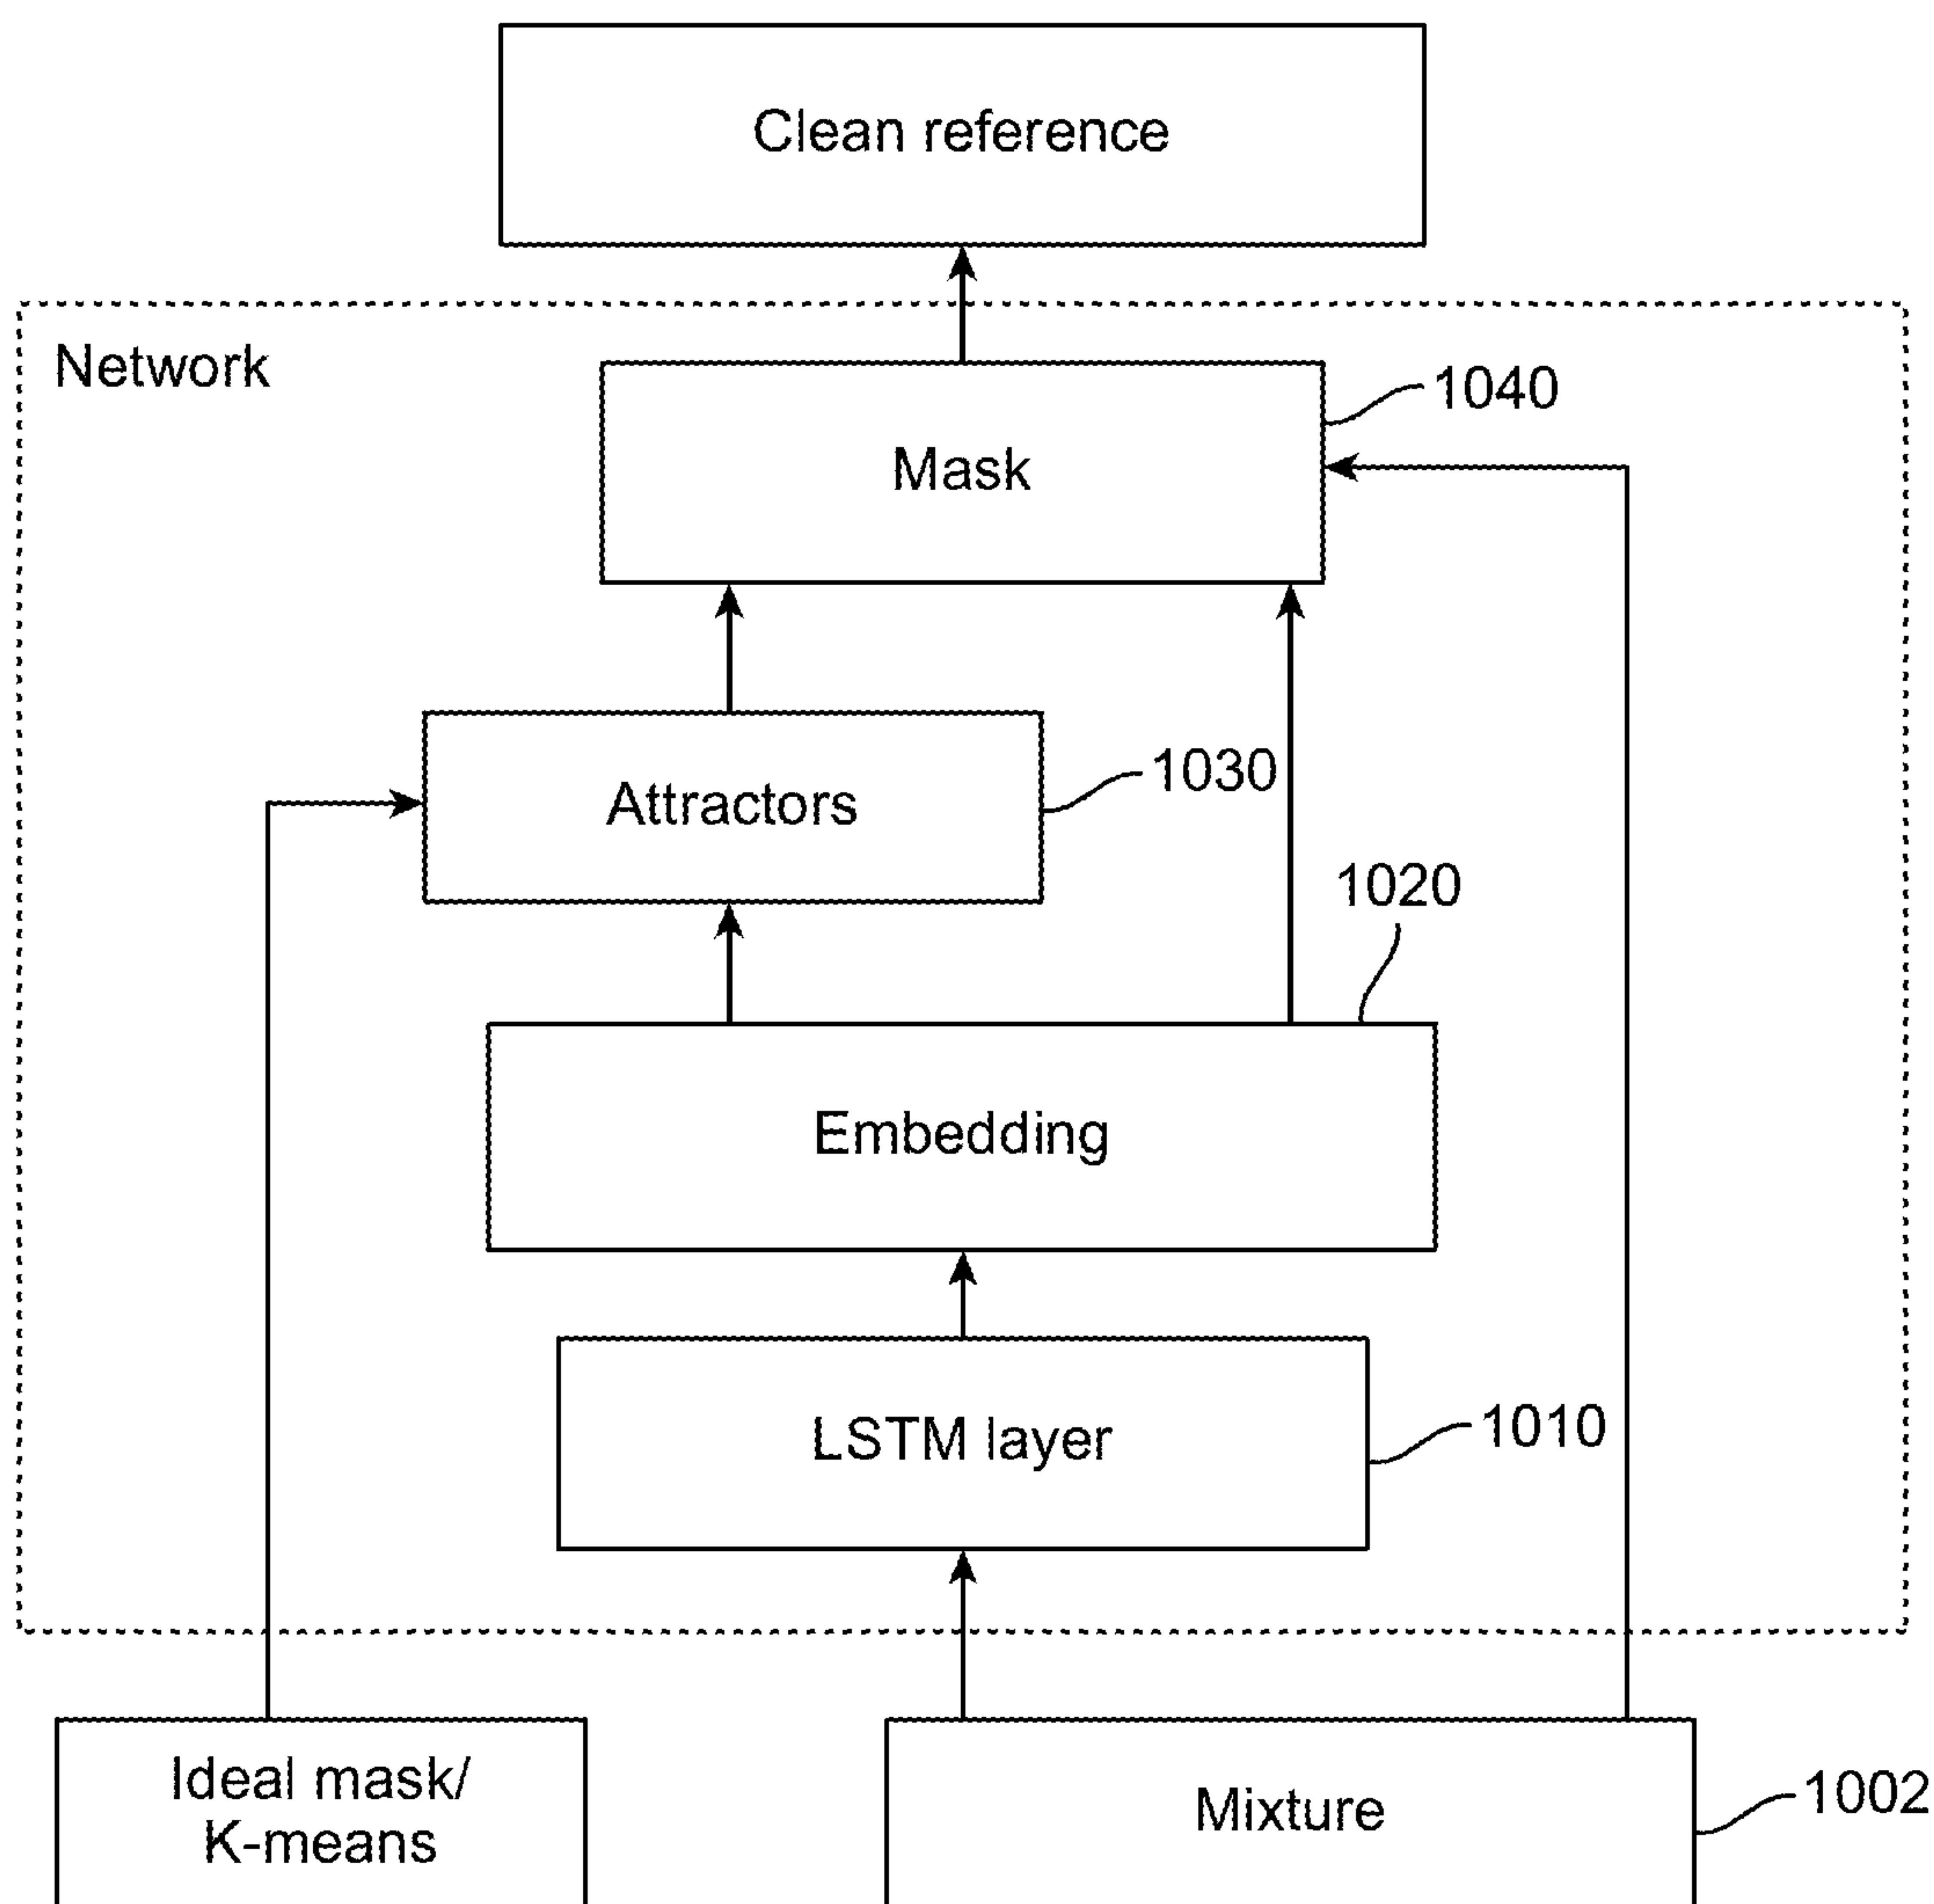 Clean reference
Network
1040
Mask
1030
Attractors
1020
Embedding
LSTM layer
1010
Ideal mask/
K-means
Mixture
1002